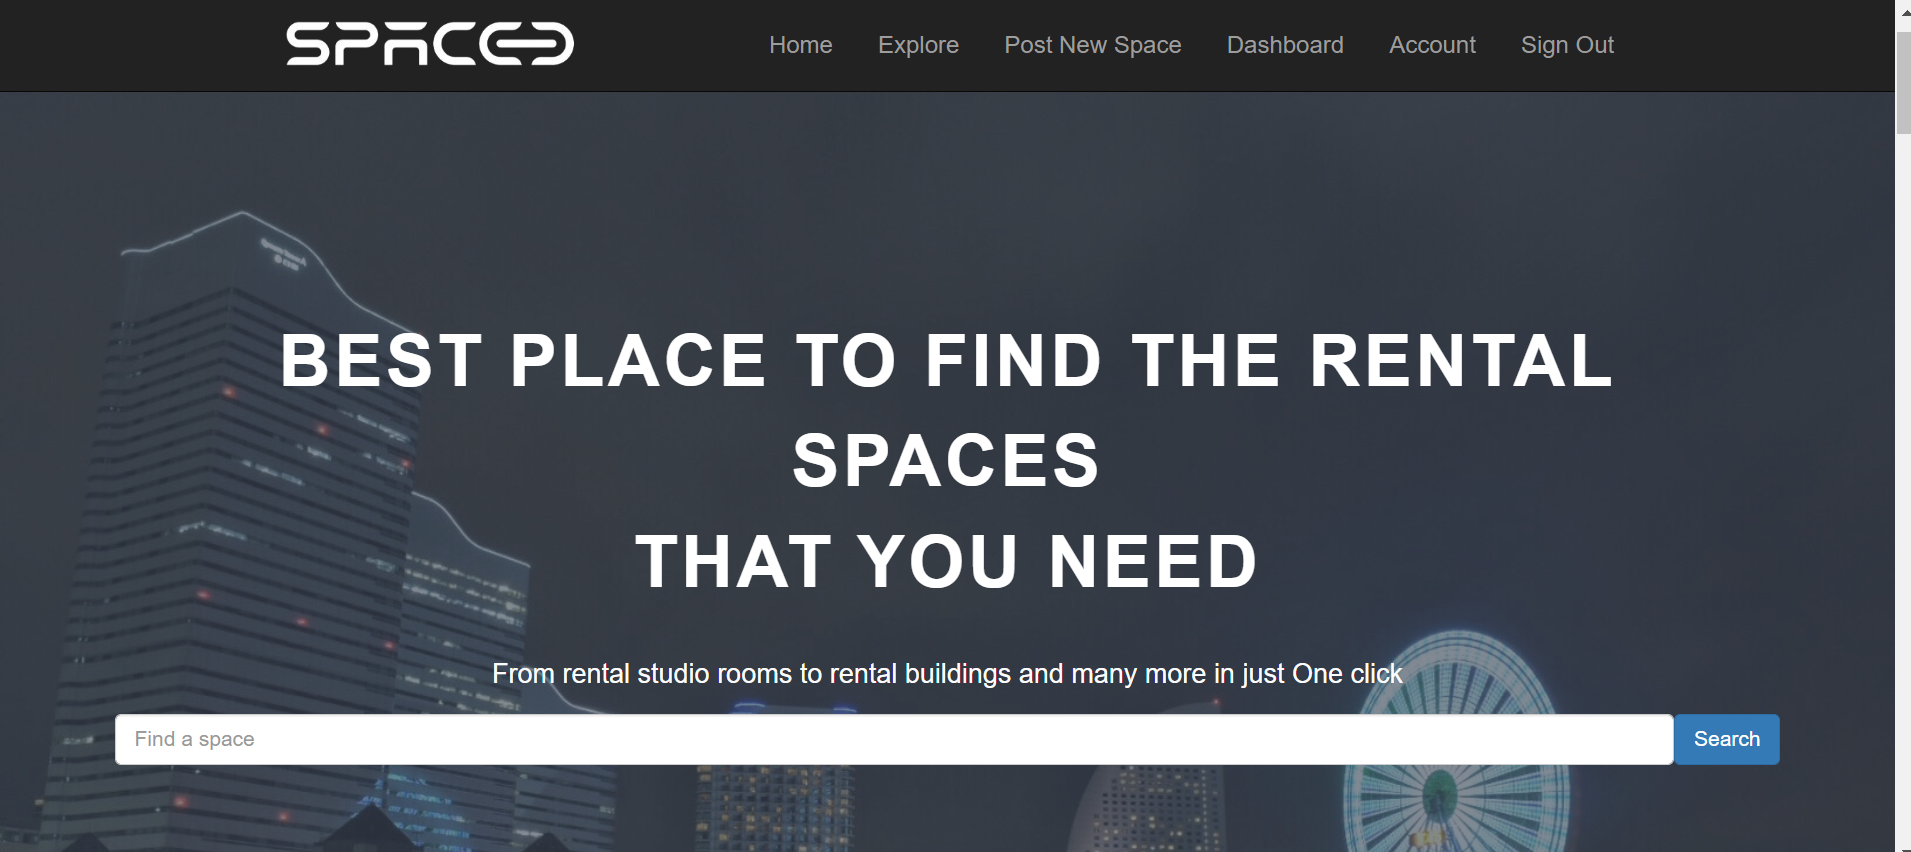 SPACED
Home Explore Post New Space Dashboard Account Sign Out
BEST PLACE TO FIND THE RENTAL
SPACES
THAT YOU NEED
From rental studio rooms to rental buildings and many more in just One click
Find a space Search